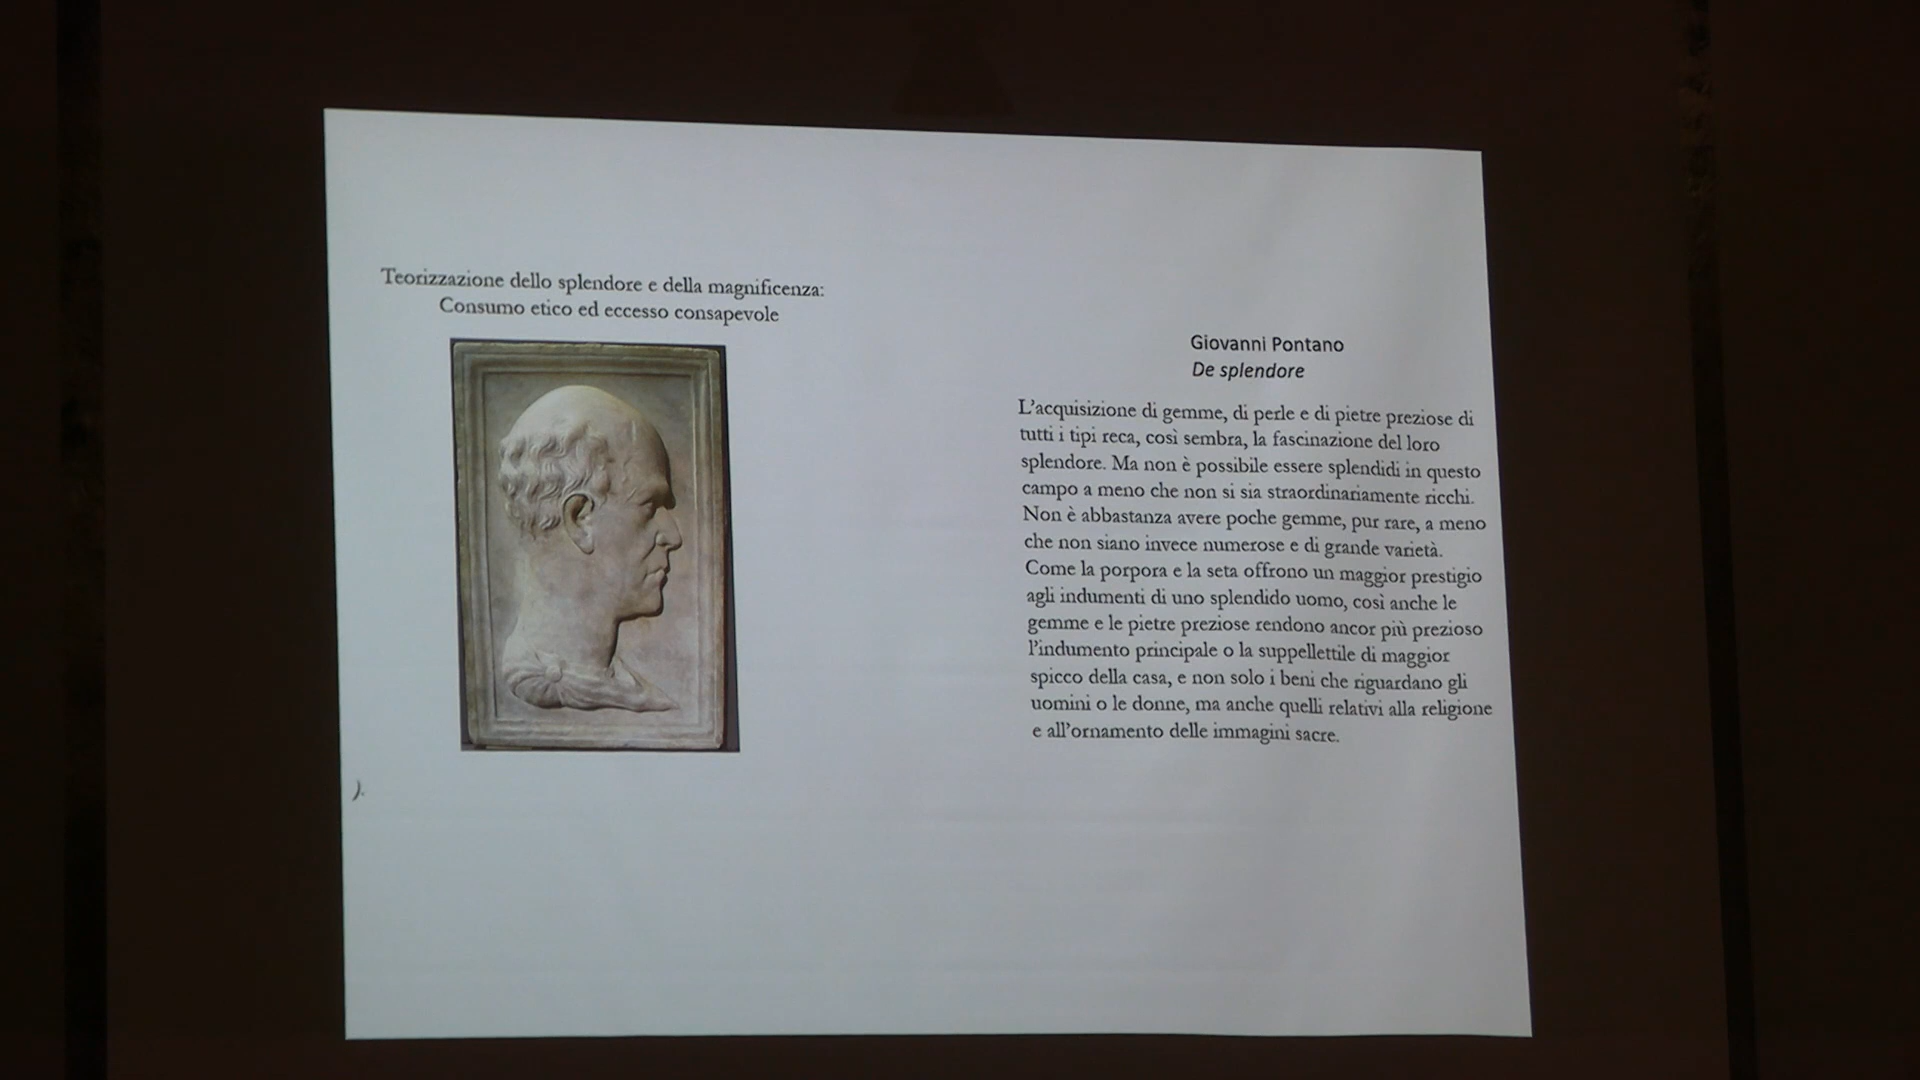 Teorizzazione dello splendore e della magnificenza:
Consumo etico ed eccesso consapevole
).
Giovanni Pontano
De splendore
L'acquisizione di gemme, di perle e di pietre preziose di
tutti i tipi reca, così sembra, la fascinazione del loro
splendore. Ma non è possibile essere splendidi in questo
campo a meno che non si sia straordinariamente ricchi.
Non è abbastanza avere poche gemme, pur rare, a meno
che non siano invece numerose e di grande varietà.
Come la porpora e la seta offrono un maggior prestigio
agli indumenti di uno splendido uomo, così anche le
gemme e le pietre preziose rendono ancor più prezioso
l'indumento principale o la suppellettile di maggior
spicco della casa, e non solo i beni che riguardano gli
uomini o le donne, ma anche quelli relativi alla religione
e all'ornamento delle immagini sacre.